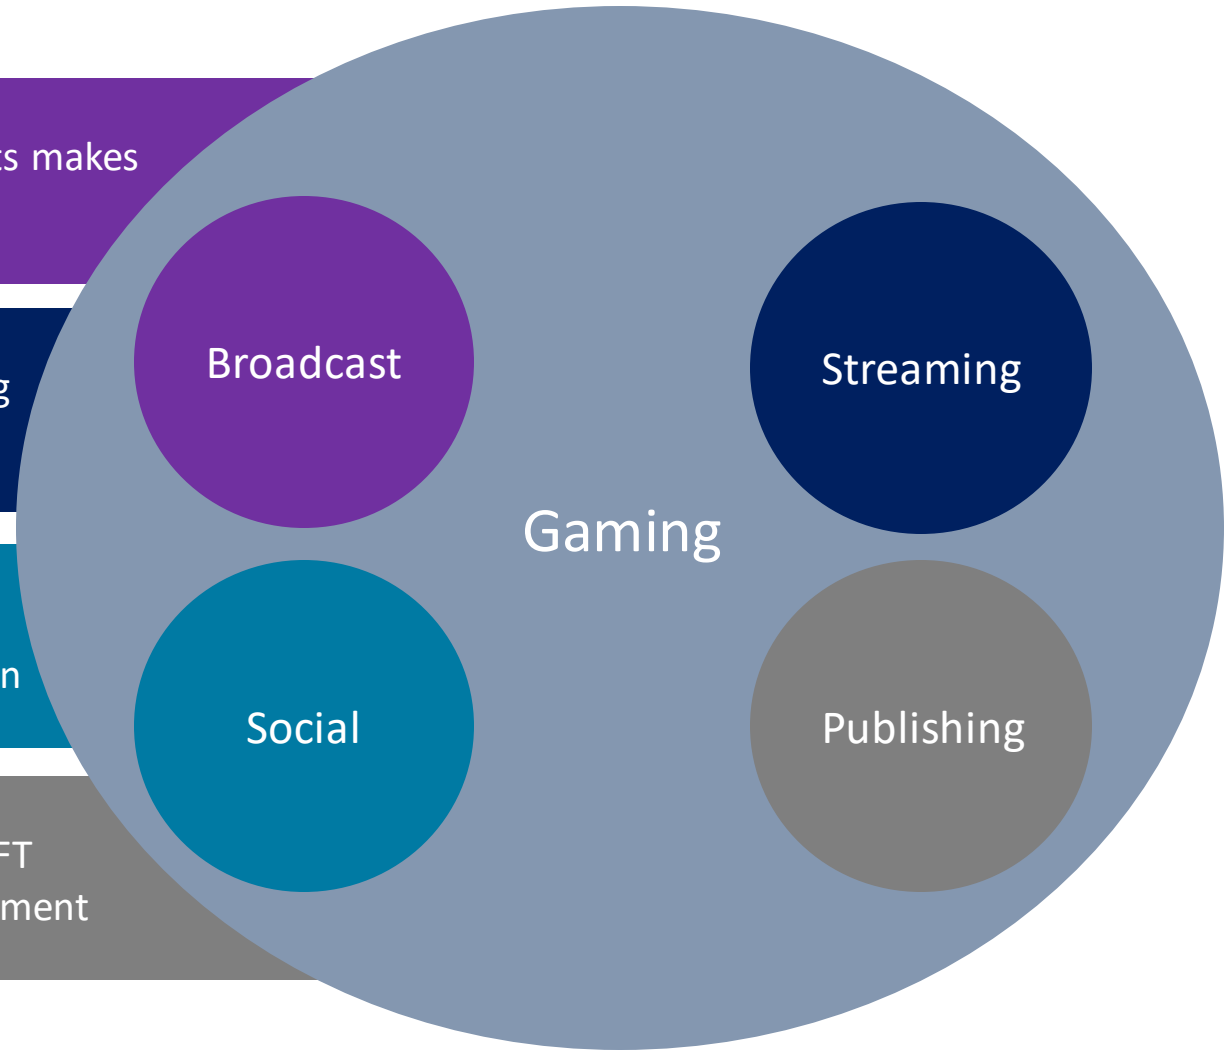 ts makes
Broadcast
Streaming
g
Gaming
n
Social
Publishing
FT
ment